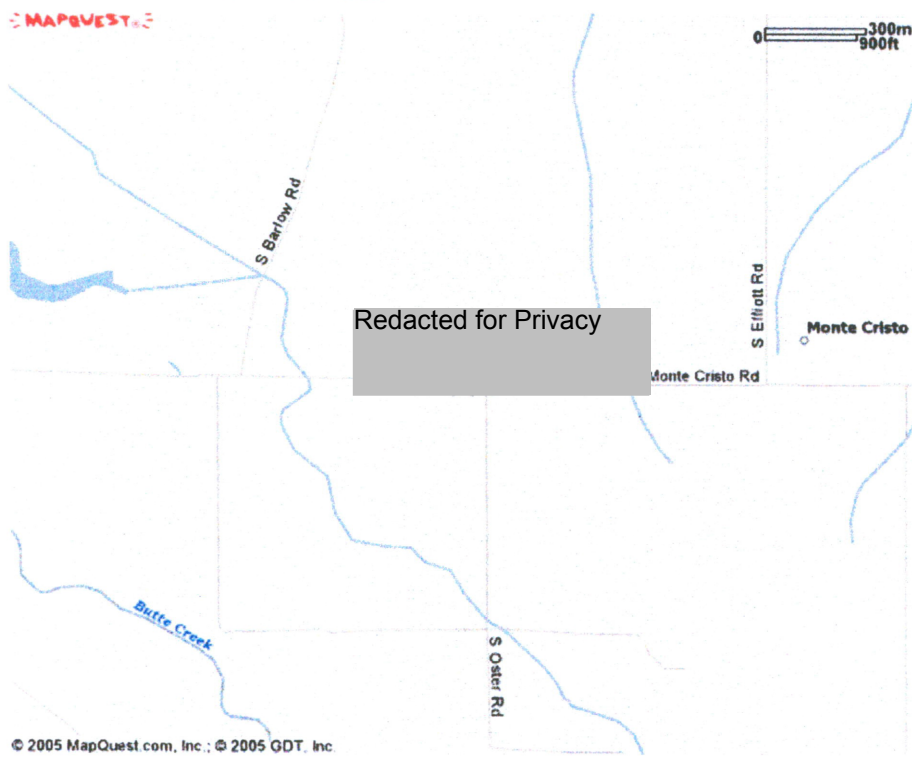 MAPQUEST
0 300m
900ft
S Barlow Rd
S Elliott Rd
Redacted for Privacy
Monte Cristo
Monte Cristo Rd
Butte Creek
S Oster Rd
© 2005 MapQuest.com, Inc.; © 2005 GDT, Inc.